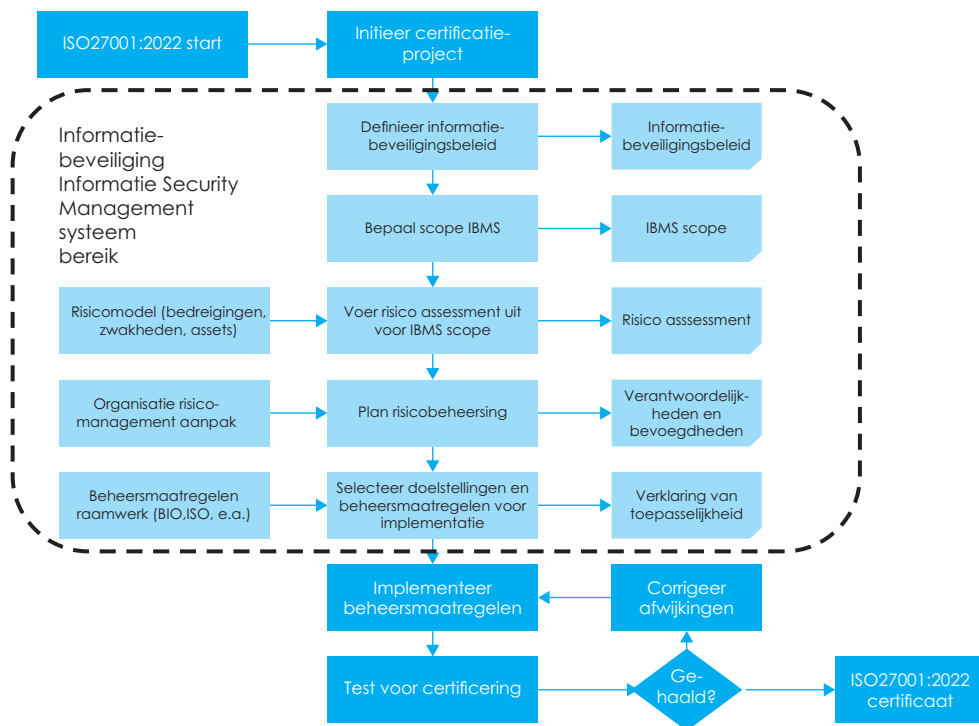 ISO27001:2022 start
Initieer certificatie-
project
Informatie-
beveiliging
Informatie Security
Management
systeem
bereik
Definieer informatie-
beveiligingsbeleid
Informatie-
beveiligingsbeleid
Bepaal scope IBMS
IBMS scope
Risicomodel (bedreigingen,
zwakheden, assets)
Voer risico assessment uit
voor IBMS scope
Risico asssessment
Organisatie risico-
management aanpak
Plan risicobeheersing
Verantwoordelijk-
heden en
bevoegdheden
Beheersmaatregelen
raamwerk (BIO,ISO, e.a.)
Selecteer doelstellingen en
beheersmaatregelen voor
implementatie
Verklaring van
toepasselijkheid
Implementeer
beheersmaatregelen
Corrigeer
afwijkingen
Test voor certificering
Ge-
haald?
ISO27001:2022
certificaat